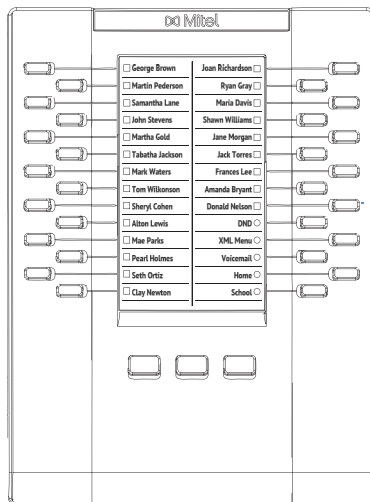 Mitel
George Brown
Martin Pederson
Samantha Lane
John Stevens
Martha Gold
Tabatha Jackson
Mark Waters
Tom Wilkonson
Sheryl Cohen
Alton Lewis
Mae Parks
Pearl Holmes
Seth Ortiz
Clay Newton
Joan Richardson
Ryan Gray
Maria Davis
Shawn Williams
Jane Morgan
Jack Torres
Frances Lee
Amanda Bryant
Donald Nelson
DND
XML Menu
Voicemail
Home
School